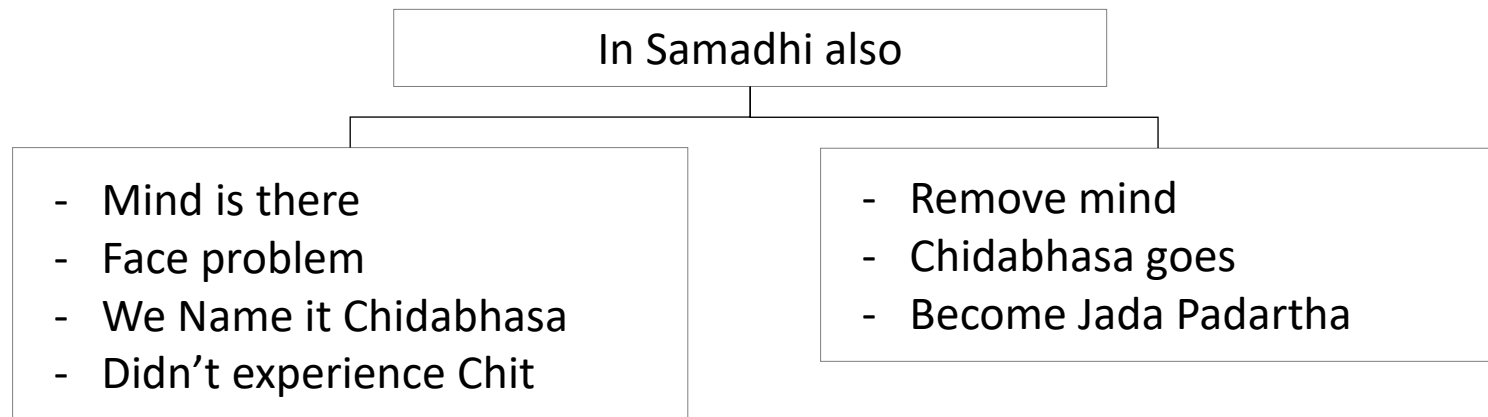 In Samadhi also
- Mind is there
- Face problem
- We Name it Chidabhasa
- Didn’t experience Chit
- Remove mind
- Chidabhasa goes
- Become Jada Padartha